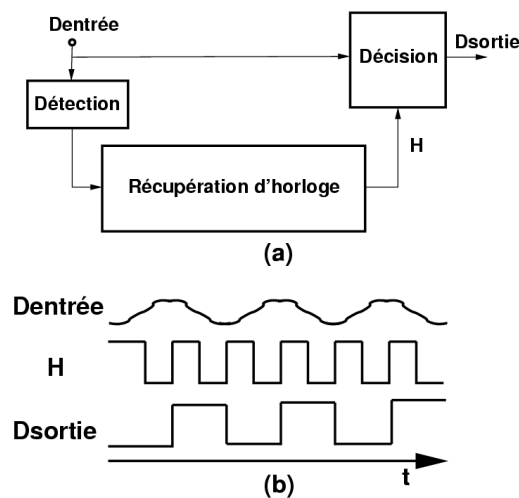 Dentrée
Dsortie
Décision
Détection
H
Récupération d'horloge
(a)
Dentrée
H
Dsortie
t
(b)